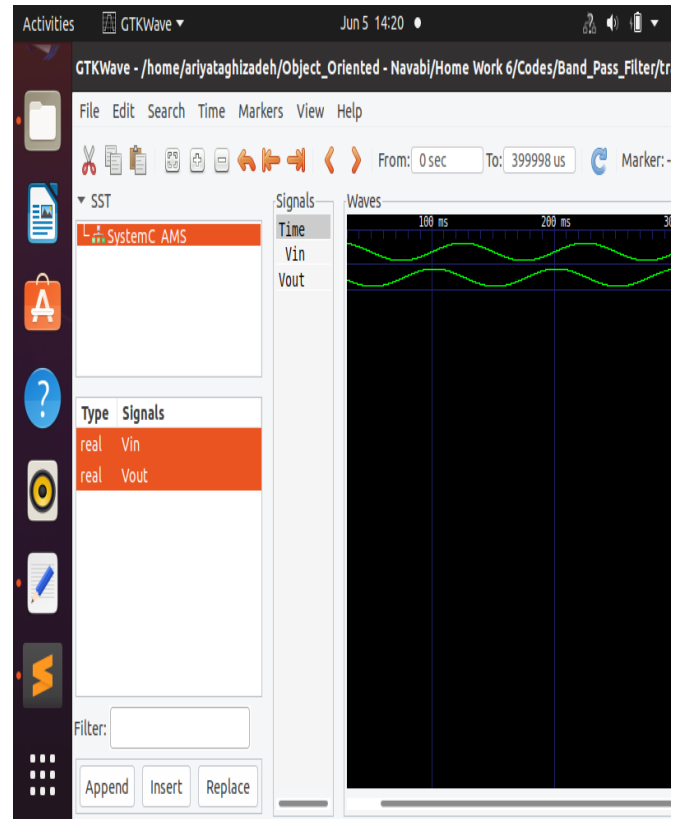 Activities GTKWave Jun 5 14:20
GTKWave - /home/ariyataghizadeh/Object_Oriented - Navabi/Home Work 6/Codes/Band_Pass_Filter/tr
File Edit Search Time Markers View Help
From: 0 sec To: 399998 us Marker: -
SST
SystemC_AMS
Type Signals
real Vin
real Vout
Filter:
Append Insert Replace
Signals
Time
Vin
Vout
Waves
100 ms 200 ms 30